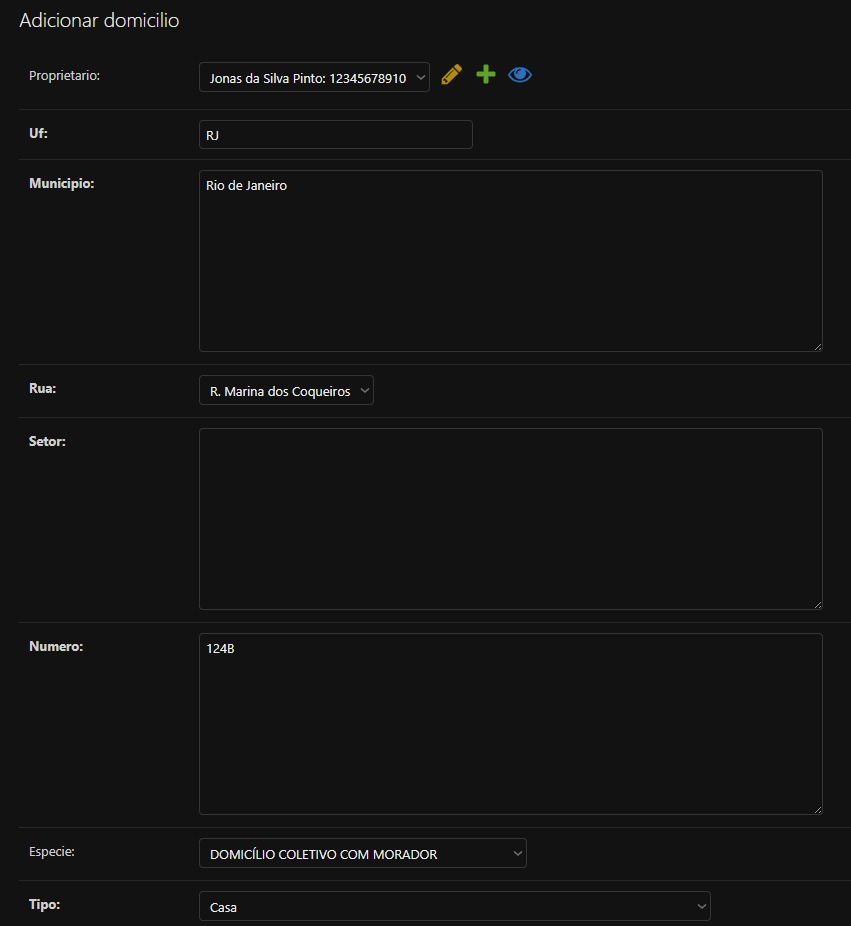 Adicionar domicilio
Proprietario: Jonas da Silva Pinto: 12345678910
Uf: RJ
Municipio: Rio de Janeiro
Rua: R. Marina dos Coqueiros
Setor:
Numero: 124B
Especie: DOMICÍLIO COLETIVO COM MORADOR
Tipo: Casa